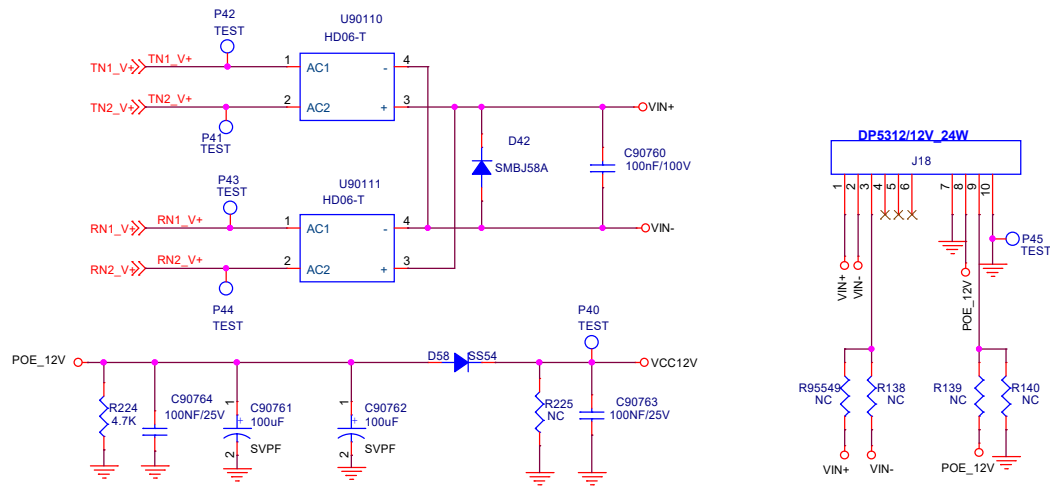 P42
TEST
U90110
HD06-T
TN1_V+
TN1_V+
1
AC1
-
4
TN2_V+
TN2_V+
2
AC2
+
3
VIN+
P41
TEST
D42
SMBJ58A
C90760
100nF/100V
P43
TEST
U90111
HD06-T
RN1_V+
RN1_V+
1
AC1
-
4
VIN-
RN2_V+
RN2_V+
2
AC2
+
3
P44
TEST
DP5312/12V_24W
J18
1
2
3
4
5
6
7
8
9
10
P45
TEST
VIN+
VIN-
POE_12V
R95549
NC
R138
NC
R139
NC
R140
NC
VIN+
VIN-
POE_12V
P40
TEST
POE_12V
D58
SS54
VCC12V
R224
4.7K
C90764
100NF/25V
1
+
C90761
100uF
2
SVPF
1
+
C90762
100uF
2
SVPF
R225
NC
C90763
100NF/25V